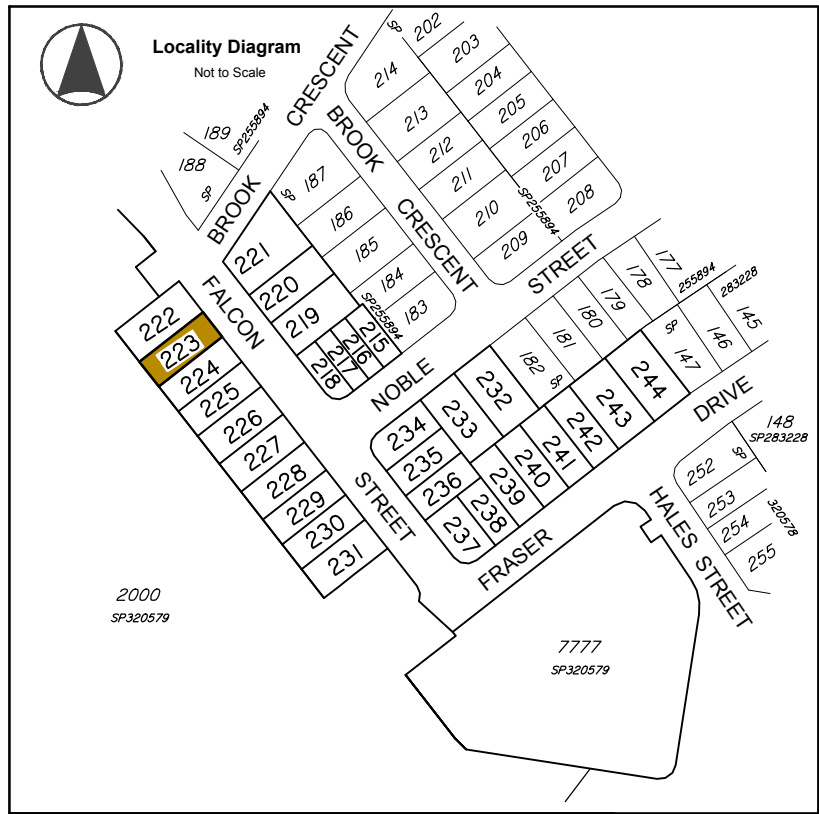 Locality Diagram
Not to Scale
CRESCENT
BROOK
SP
202
203
204
205
206
207
208
214
213
212
211
210
209
SP255894
189
SP255894
188
SP
BROOK
CRESCENT
SP
187
186
185
184
183
SP255894
221
220
219
218
217
216
215
FALCON
STREET
NOBLE
STREET
222
223
224
225
226
227
228
229
230
231
177
178
179
180
181
182
SP
255894
283228
145
146
147
SP
232
233
234
235
236
237
238
239
240
241
242
243
244
FRASER
DRIVE
148
SP283228
252
SP
253
254
255
320578
HALES STREET
2000
SP320579
7777
SP320579